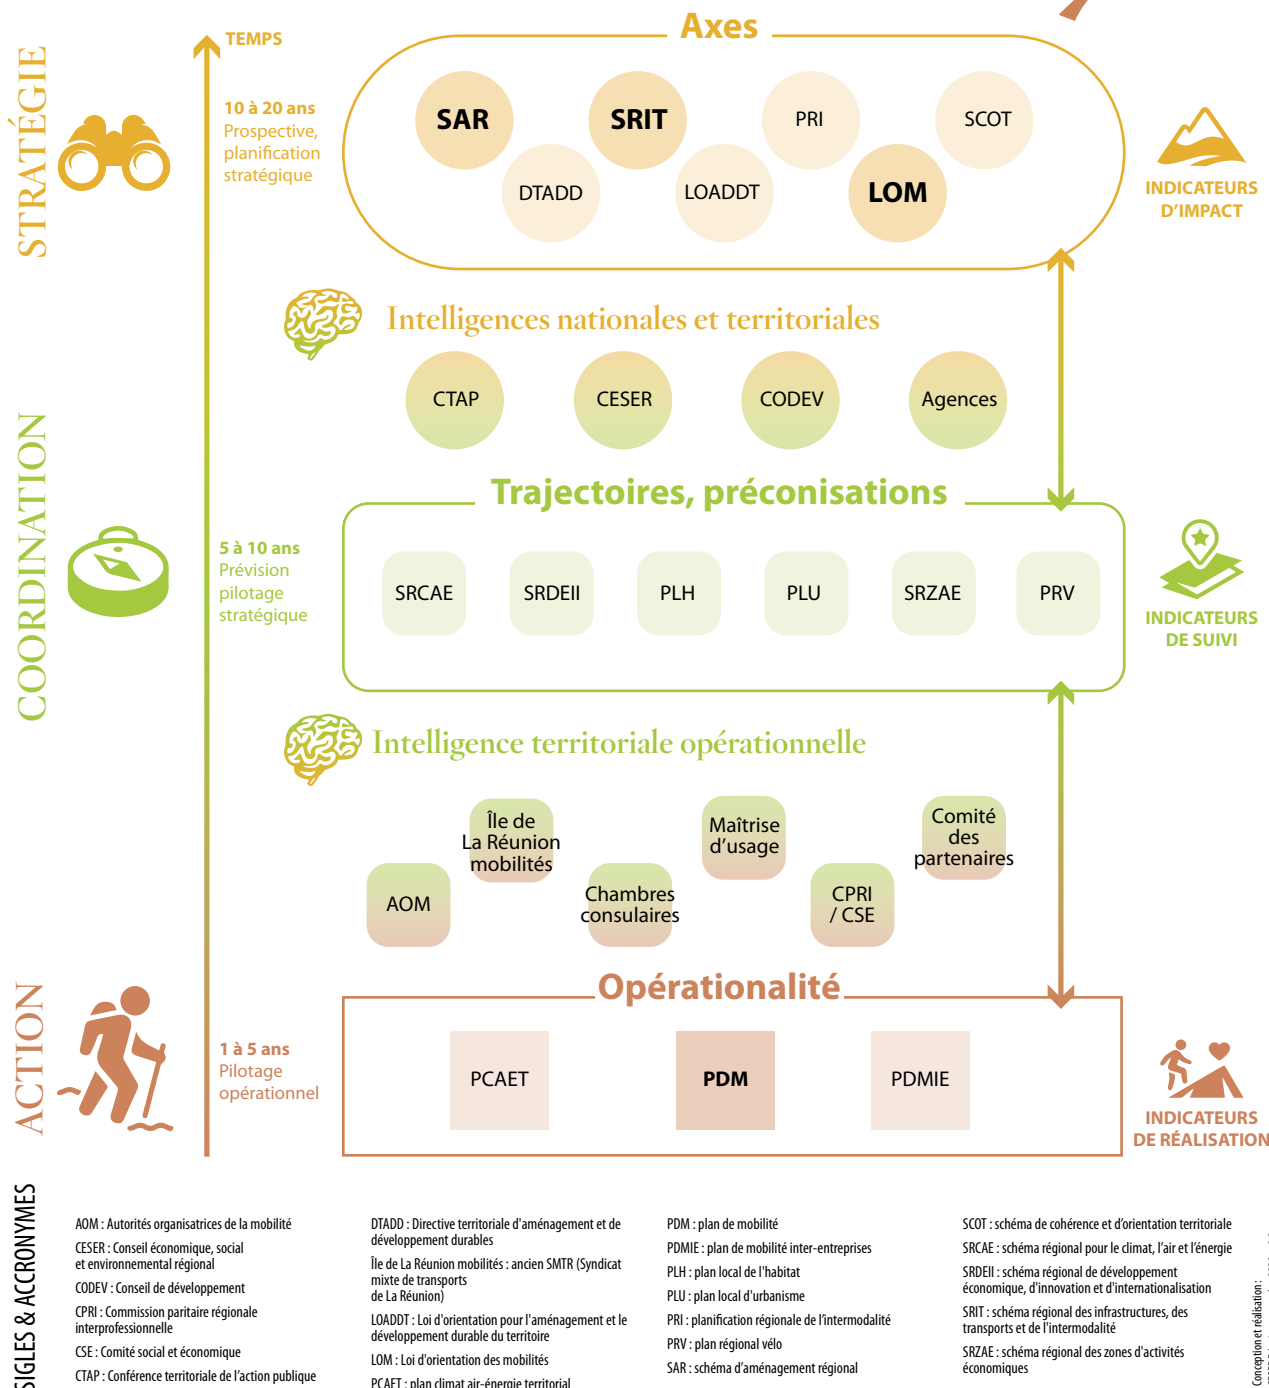 Axes
STRATÉGIE
TEMPS
10 à 20 ans
Prospective,
planification
stratégique
SAR
SRIT
PRI
SCOT
DTADD
LOADDT
LOM
INDICATEURS
D'IMPACT
Intelligences nationales et territoriales
CTAP
CESER
CODEV
Agences
COORDINATION
Trajectoires, préconisations
5 à 10 ans
Prévision
pilotage
stratégique
SRCAE
SRDEII
PLH
PLU
SRZAE
PRV
INDICATEURS
DE SUIVI
Intelligence territoriale opérationnelle
AOM
Île de
La Réunion
mobilités
Chambres
consulaires
Maîtrise
d'usage
CPRI
/ CSE
Comité
des
partenaires
ACTION
Opérationalité
1 à 5 ans
Pilotage
opérationnel
PCAET
PDM
PDMIE
INDICATEURS
DE RÉALISATION
SIGLES & ACCRONYMES
AOM : Autorités organisatrices de la mobilité
CESER : Conseil économique, social
et environnemental régional
CODEV : Conseil de développement
CPRI : Commission paritaire régionale
interprofessionnelle
CSE : Comité social et économique
CTAP : Conférence territoriale de l'action publique
DTADD : Directive territoriale d'aménagement et de
développement durables
Île de La Réunion mobilités : ancien SMTR (Syndicat
mixte de transports
de La Réunion)
LOADDT : Loi d'orientation pour l'aménagement et le
développement durable du territoire
LOM : Loi d'orientation des mobilités
PCAET : plan climat air-énergie territorial
PDM : plan de mobilité
PDMIE : plan de mobilité inter-entreprises
PLH : plan local de l'habitat
PLU : plan local d'urbanisme
PRI : planification régionale de l'intermodalité
PRV : plan régional vélo
SAR : schéma d'aménagement régional
SCOT : schéma de cohérence et d'orientation territoriale
SRCAE : schéma régional pour le climat, l'air et l'énergie
SRDEII : schéma régional de développement
économique, d'innovation et d'internationalisation
SRIT : schéma régional des infrastructures, des
transports et de l'intermodalité
SRZAE : schéma régional des zones d'activités
économiques
Conception et réalisation :